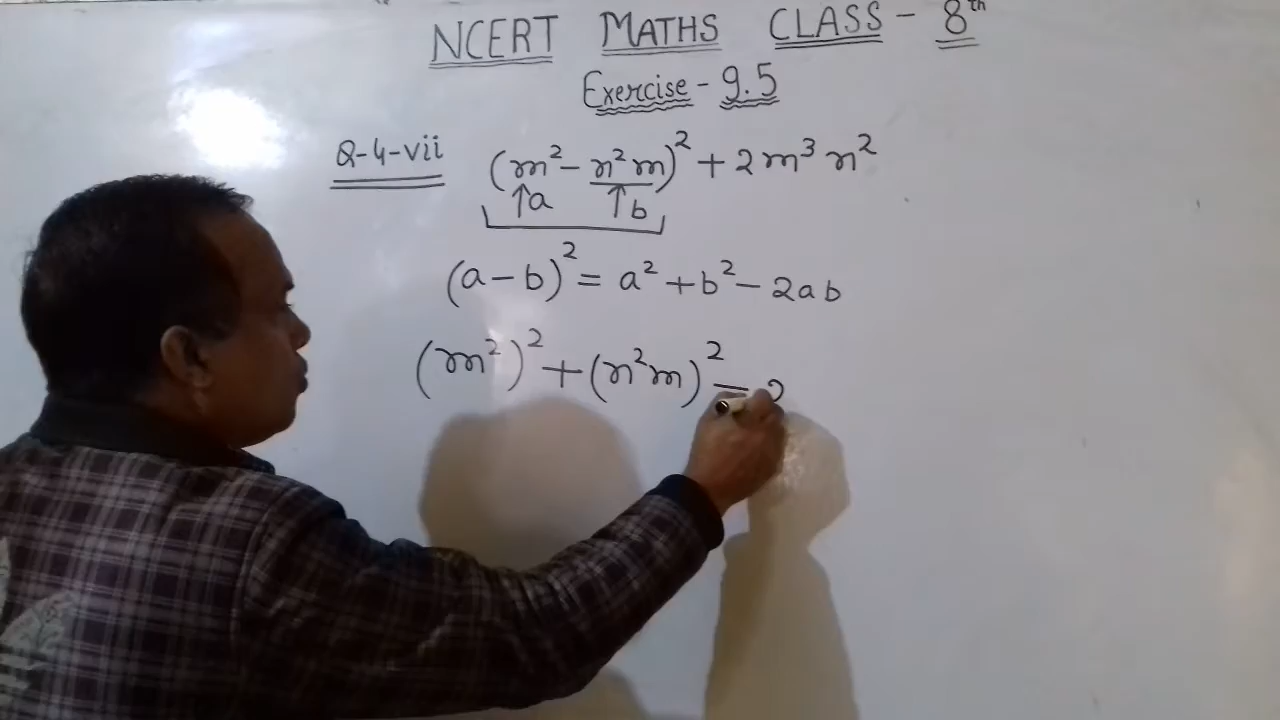 NCERT MATHS CLASS - 8th
Exercise - 9.5
Q-4-vii (m² - n²m)² + 2m³n²
↑a ↑b
(a-b)² = a² + b² - 2ab
(m²)² + (n²m)² - 2